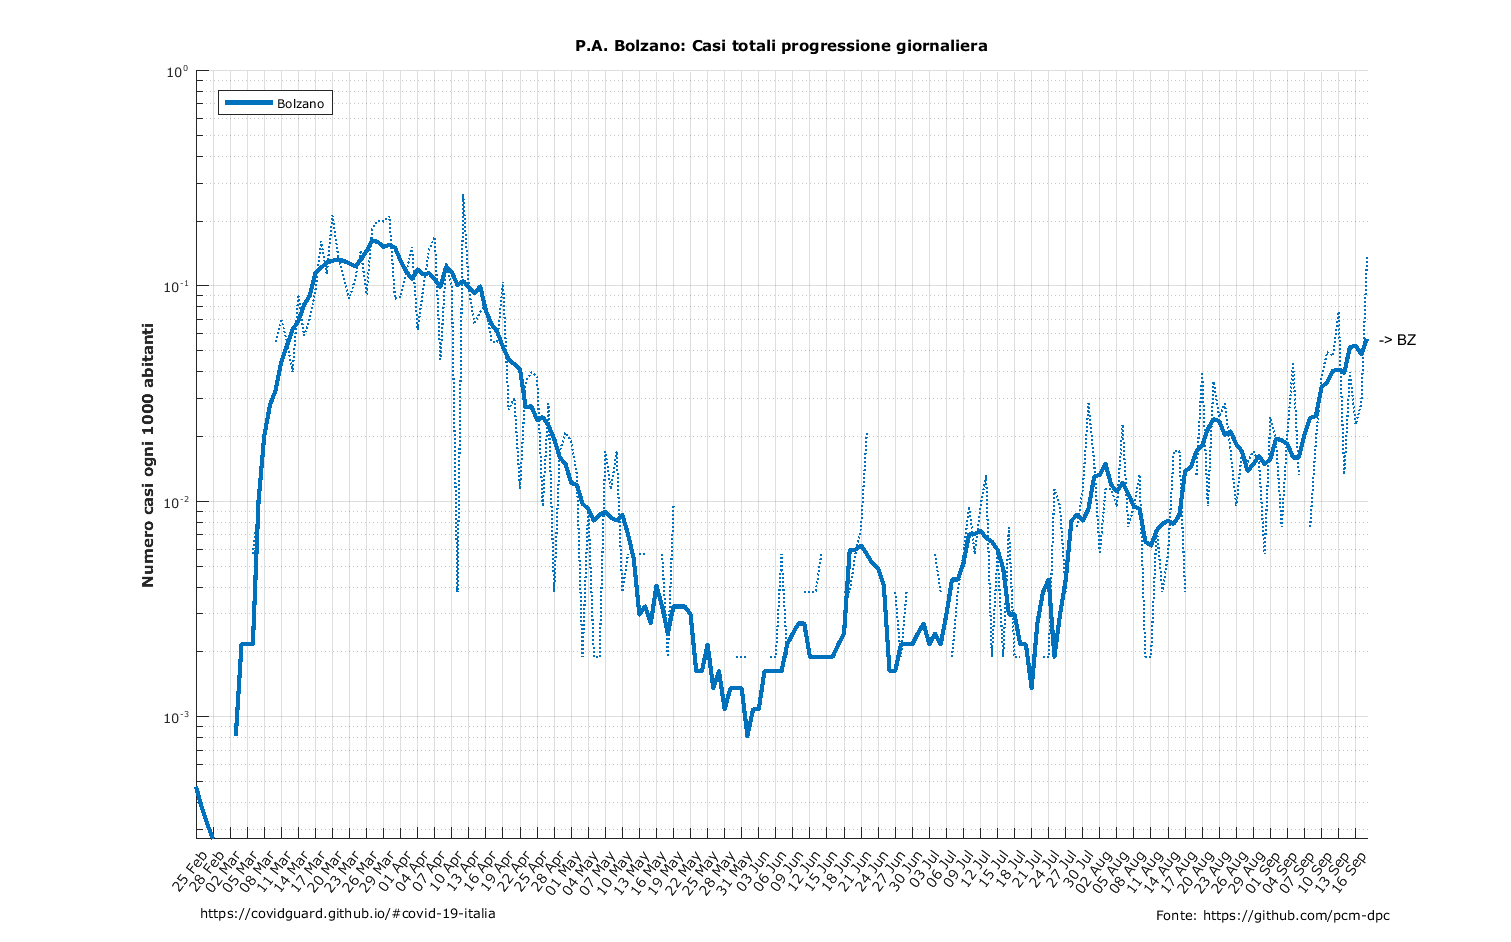 P.A. Bolzano: Casi totali progressione giornaliera
10^0
Bolzano
10^-1
-> BZ
Numero casi ogni 1000 abitanti
10^-2
10^-3
25 Feb
28 Feb
02 Mar
05 Mar
08 Mar
11 Mar
14 Mar
17 Mar
20 Mar
23 Mar
26 Mar
29 Mar
01 Apr
04 Apr
07 Apr
10 Apr
13 Apr
16 Apr
19 Apr
22 Apr
25 Apr
28 Apr
01 May
04 May
07 May
10 May
13 May
16 May
19 May
22 May
25 May
28 May
31 May
03 Jun
06 Jun
09 Jun
12 Jun
15 Jun
18 Jun
21 Jun
24 Jun
27 Jun
30 Jun
03 Jul
06 Jul
09 Jul
12 Jul
15 Jul
18 Jul
21 Jul
24 Jul
27 Jul
30 Jul
02 Aug
05 Aug
08 Aug
11 Aug
14 Aug
17 Aug
20 Aug
23 Aug
26 Aug
29 Aug
01 Sep
04 Sep
07 Sep
10 Sep
13 Sep
16 Sep
https://covidguard.github.io/#covid-19-italia
Fonte: https://github.com/pcm-dpc